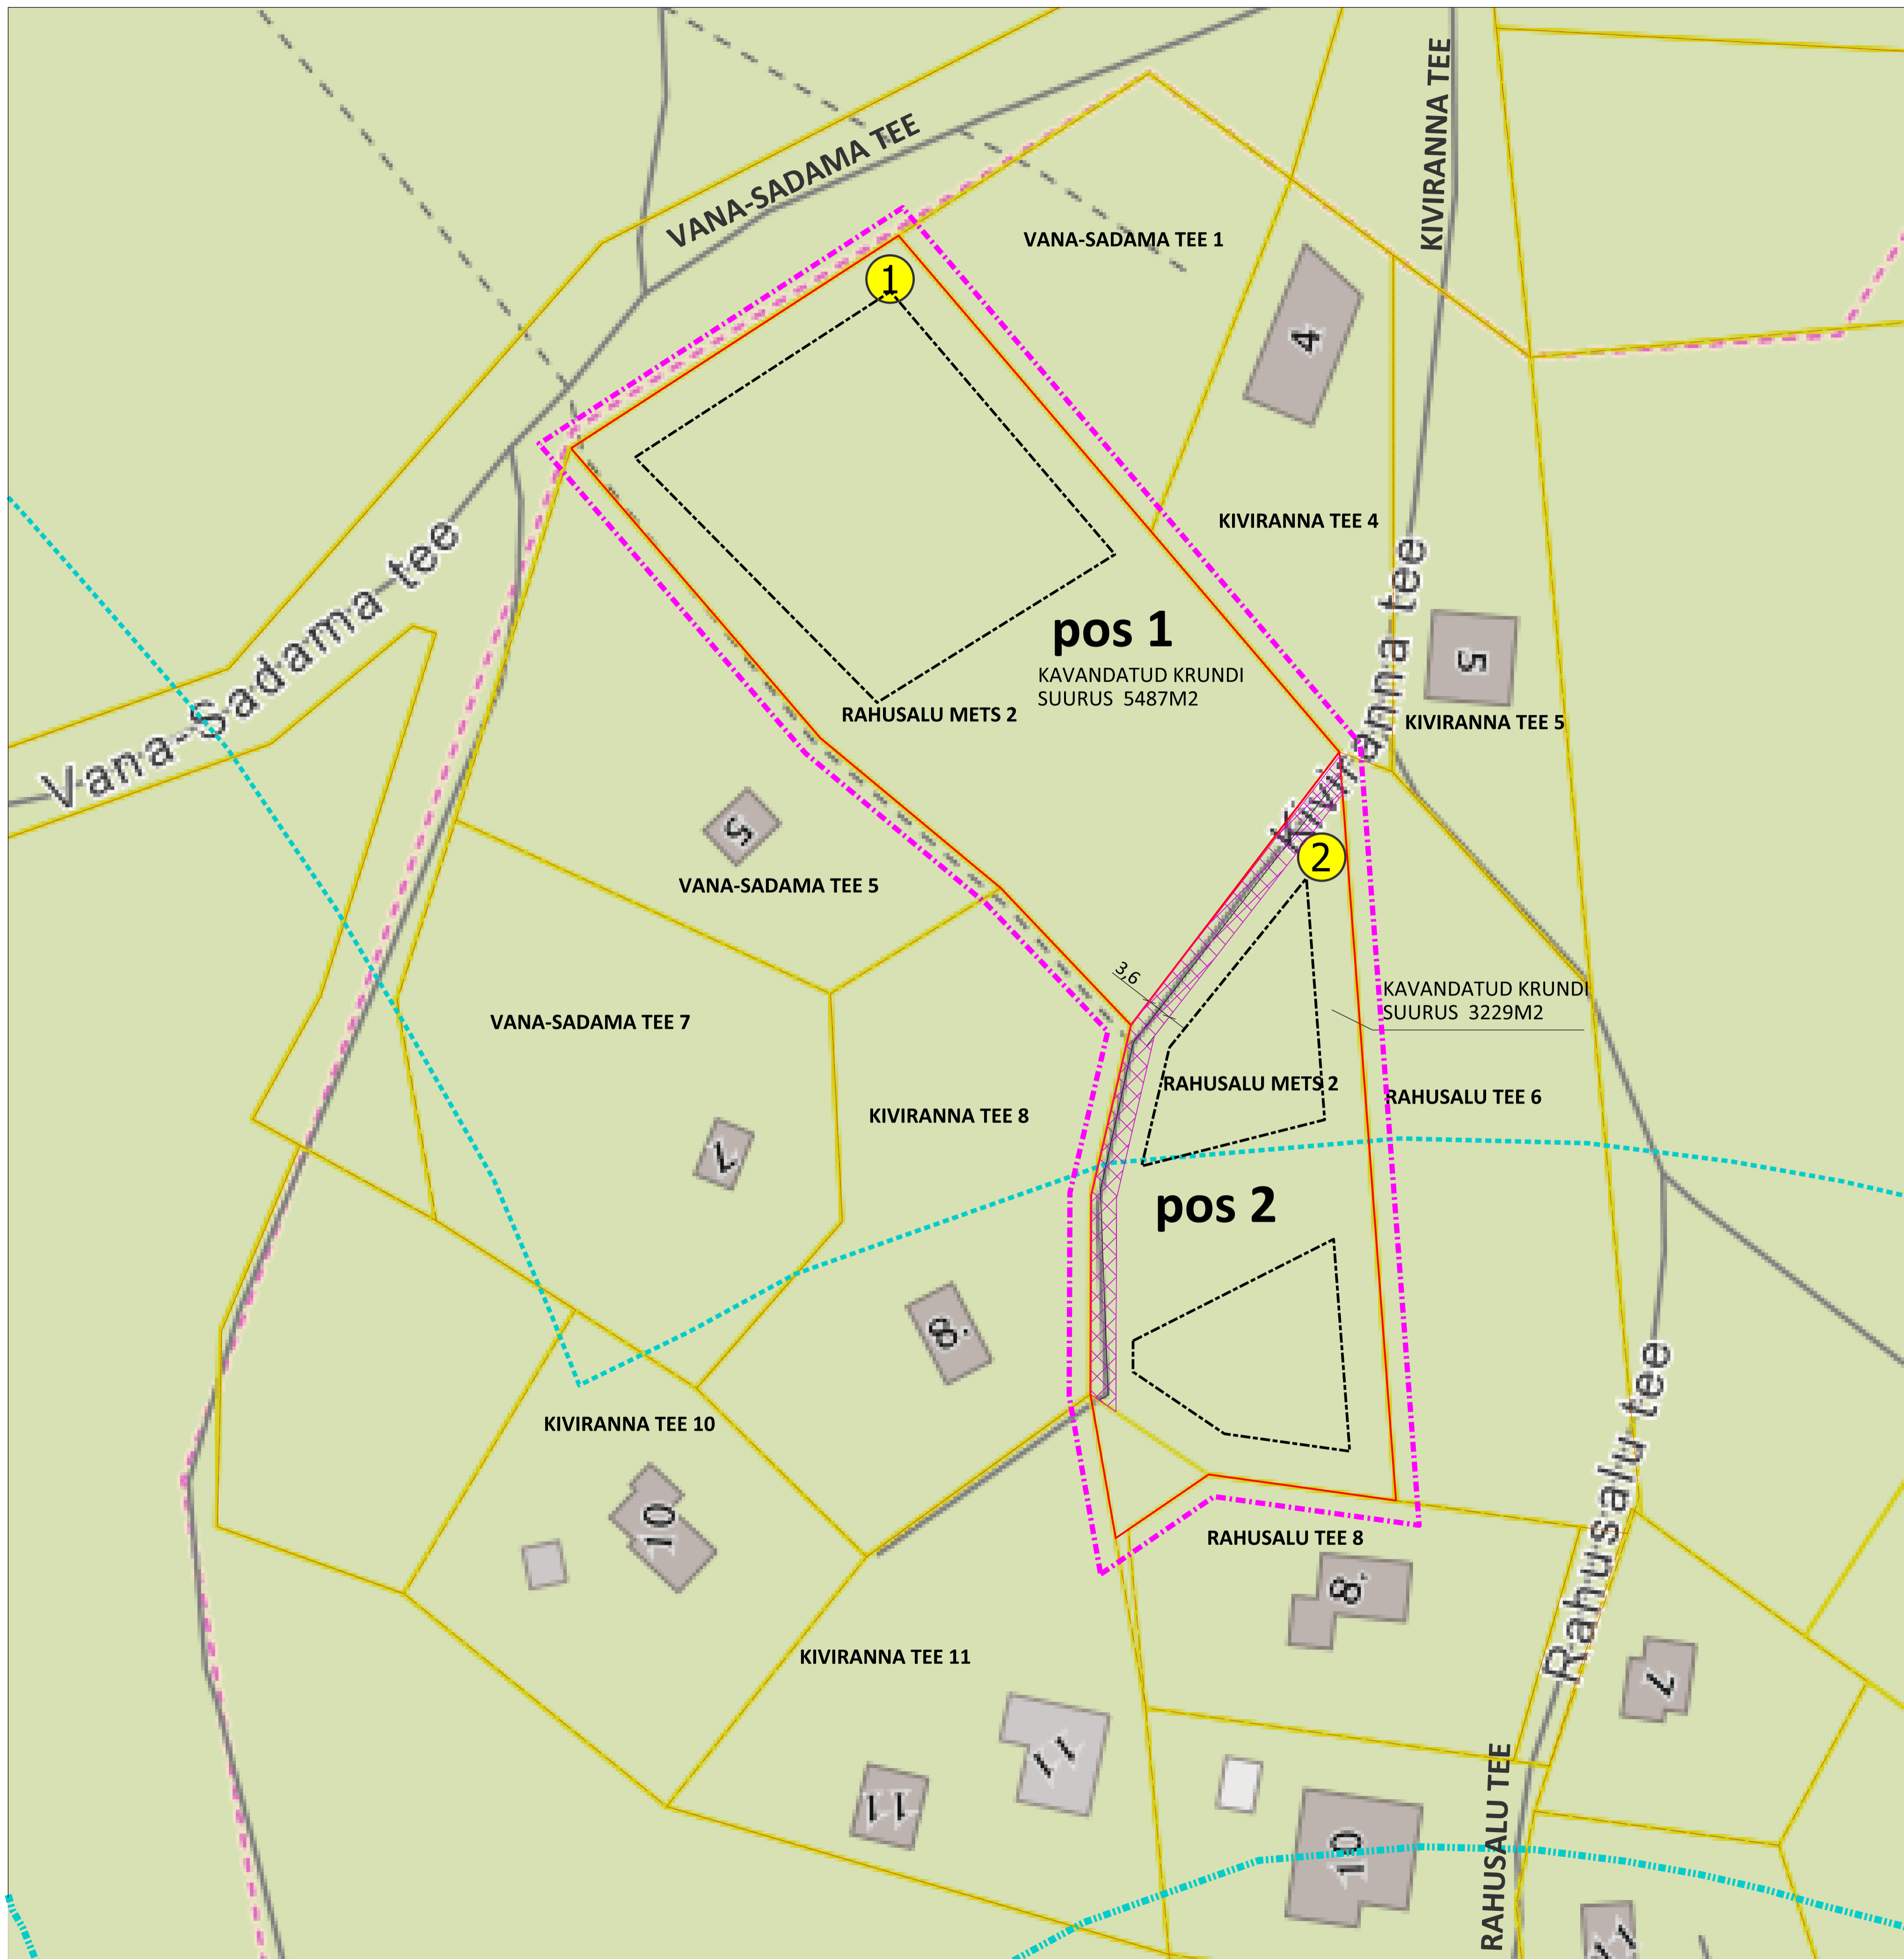 KIVIRANNA TEE
VANA-SADAMA TEE
VANA-SADAMA TEE 1
1
4
KIVIRANNA TEE 4
Vana-Sadama tee
Kiviranna tee
pos 1
KAVANDATUD KRUNDI
SUURUS 5487M2
RAHUSALU METS 2
5
KIVIRANNA TEE 5
5
VANA-SADAMA TEE 5
2
3,6
KAVANDATUD KRUNDI
SUURUS 3229M2
VANA-SADAMA TEE 7
RAHUSALU METS 2
RAHUSALU TEE 6
KIVIRANNA TEE 8
7
pos 2
8.
KIVIRANNA TEE 10
10
Rahusalu tee
RAHUSALU TEE 8
8.
KIVIRANNA TEE 11
7
11
11
10
RAHUSALU TEE